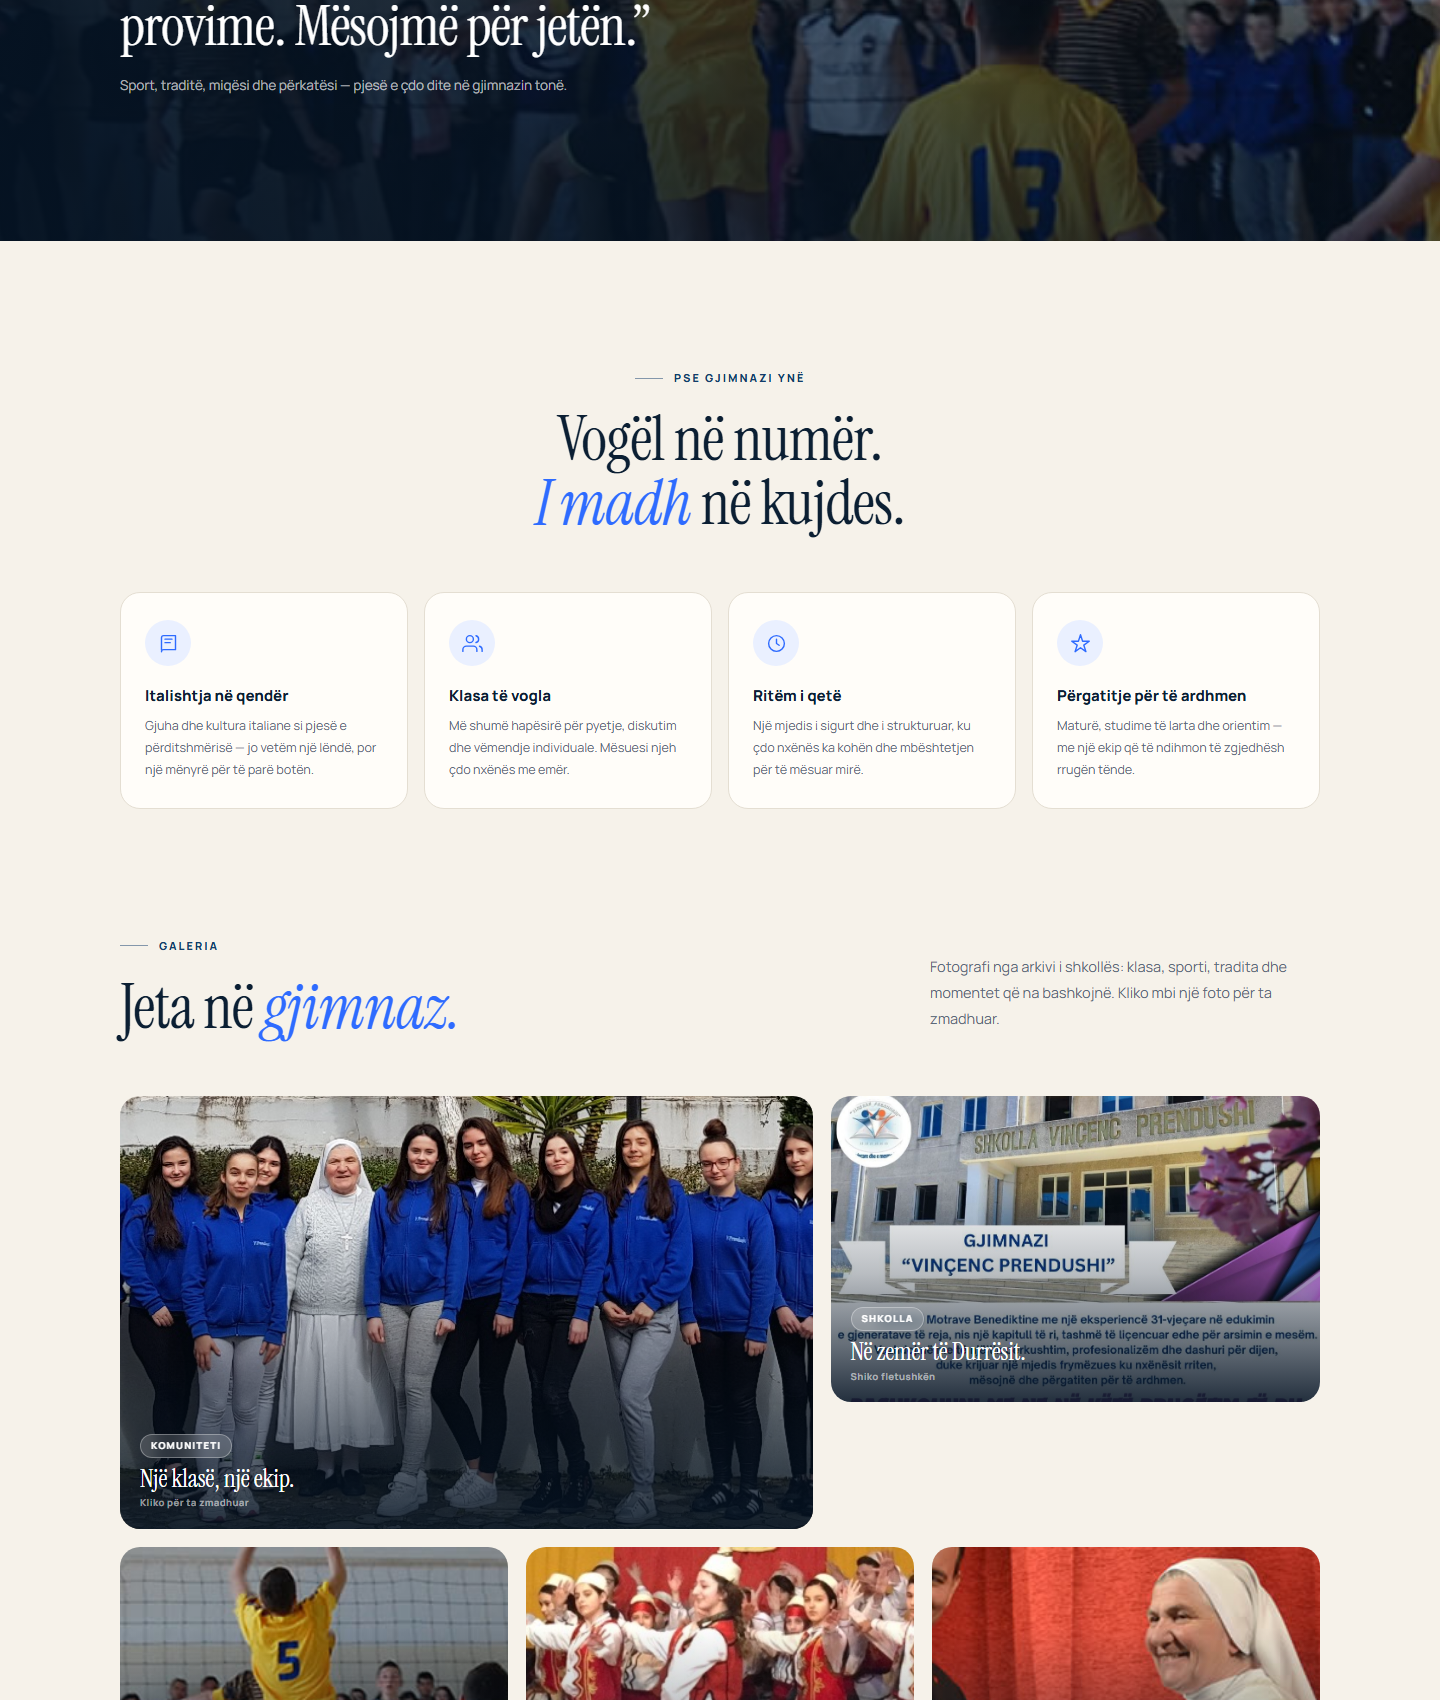 provime. Mësojmë për jetën.”
Sport, traditë, miqësi dhe përkatësi — pjesë e çdo dite në gjimnazin tonë.
13
PSE GJIMNAZI YNË
Vogël në numër.
I madh në kujdes.
Italishtja në qendër
Gjuha dhe kultura italiane si pjesë e
përditshmërisë — jo vetëm një lëndë, por
një mënyrë për të parë botën.
Klasa të vogla
Më shumë hapësirë për pyetje, diskutim
dhe vëmendje individuale. Mësuesi njeh
çdo nxënës me emër.
Ritëm i qetë
Një mjedis i sigurt dhe i strukturuar, ku
çdo nxënës ka kohën dhe mbështetjen
për të mësuar mirë.
Përgatitje për të ardhmen
Maturë, studime të larta dhe orientim —
me një ekip që të ndihmon të zgjedhësh
rrugën tënde.
GALERIA
Jeta në gjimnaz.
Fotografi nga arkivi i shkollës: klasa, sporti, tradita dhe
momentet që na bashkojnë. Kliko mbi një foto për ta
zmadhuar.
KOMUNITETI
Një klasë, një ekip.
Kliko për ta zmadhuar
SHKOLLA VINÇENC PRENDUSHI
GJIMNAZI
“VINÇENC PRENDUSHI”
SHKOLLA
Motrave Benediktine me një eksperiencë 31-vjeçare në edukimin
e gjeneratave të reja, nis një kapitull të ri, tashmë të liçencuar edhe për arsimin e mesëm.
Në zemër të Durrësit.
profesionalizëm dhe dashuri për dijen,
duke krijuar një mjedis frymëzues ku nxënësit rriten,
Shiko fletushkën
mësojnë dhe përgatiten për të ardhmen.
5